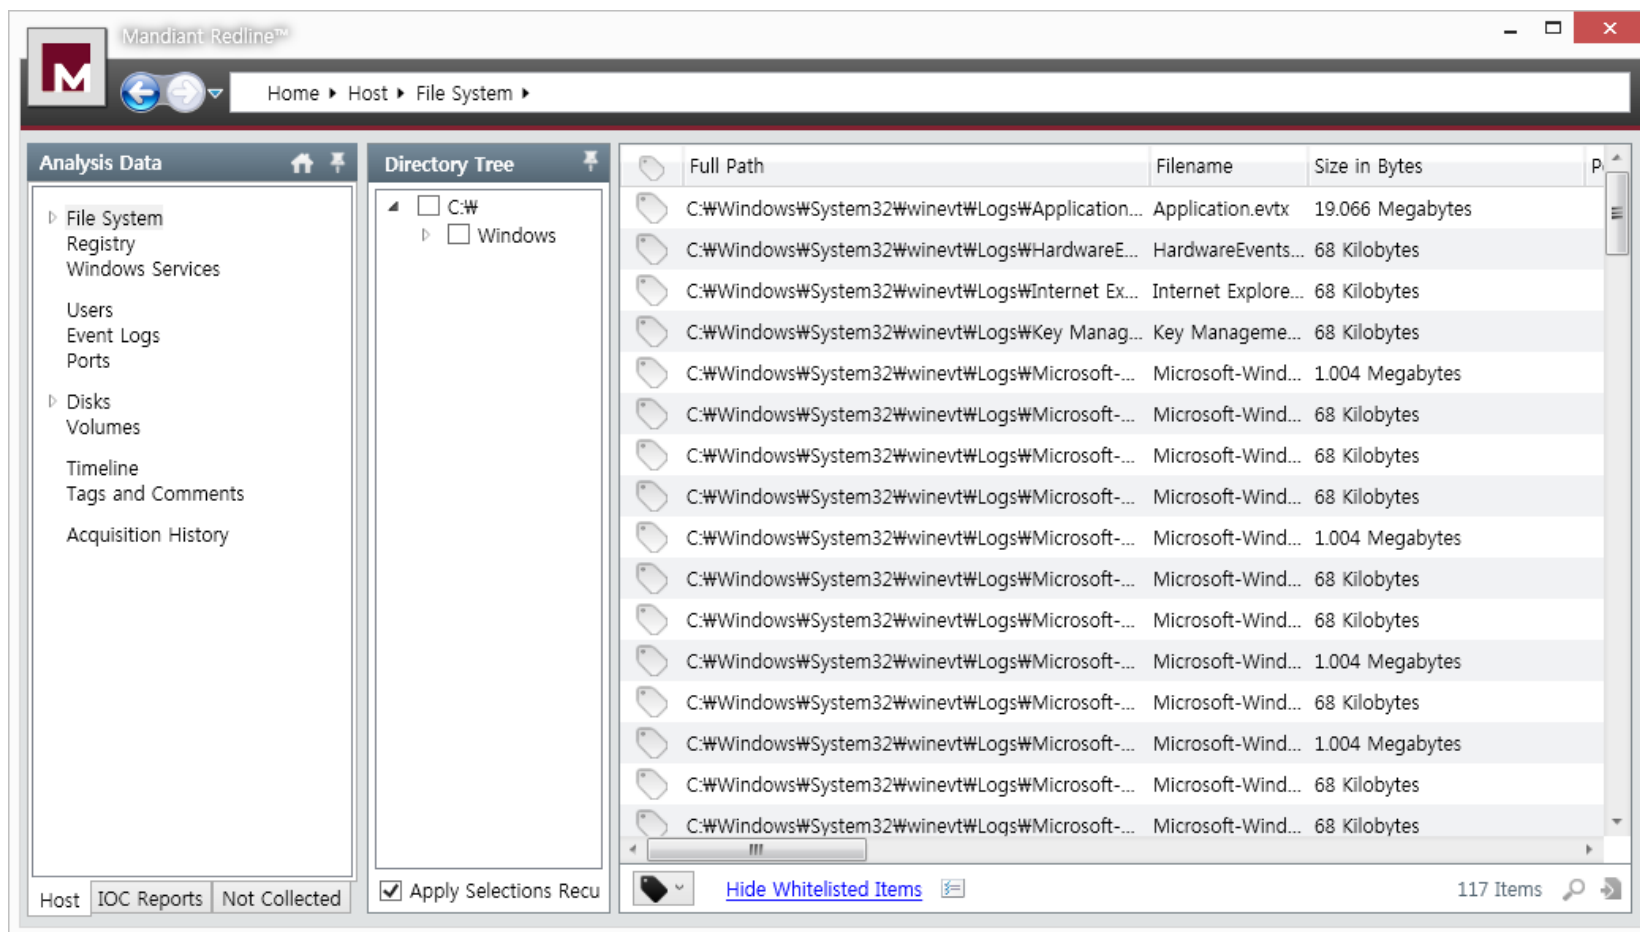 Mandiant Redline™
Home ▸ Host ▸ File System ▸
Analysis Data
File System
Registry
Windows Services
Users
Event Logs
Ports
Disks
Volumes
Timeline
Tags and Comments
Acquisition History
Host IOC Reports Not Collected
Directory Tree
C:₩
Windows
Apply Selections Recu
Full Path Filename Size in Bytes P
C:₩Windows₩System32₩winevt₩Logs₩Application... Application.evtx 19.066 Megabytes
C:₩Windows₩System32₩winevt₩Logs₩HardwareE... HardwareEvents... 68 Kilobytes
C:₩Windows₩System32₩winevt₩Logs₩Internet Ex... Internet Explore... 68 Kilobytes
C:₩Windows₩System32₩winevt₩Logs₩Key Manag... Key Manageme... 68 Kilobytes
C:₩Windows₩System32₩winevt₩Logs₩Microsoft-... Microsoft-Wind... 1.004 Megabytes
C:₩Windows₩System32₩winevt₩Logs₩Microsoft-... Microsoft-Wind... 68 Kilobytes
C:₩Windows₩System32₩winevt₩Logs₩Microsoft-... Microsoft-Wind... 68 Kilobytes
C:₩Windows₩System32₩winevt₩Logs₩Microsoft-... Microsoft-Wind... 68 Kilobytes
C:₩Windows₩System32₩winevt₩Logs₩Microsoft-... Microsoft-Wind... 1.004 Megabytes
C:₩Windows₩System32₩winevt₩Logs₩Microsoft-... Microsoft-Wind... 68 Kilobytes
C:₩Windows₩System32₩winevt₩Logs₩Microsoft-... Microsoft-Wind... 68 Kilobytes
C:₩Windows₩System32₩winevt₩Logs₩Microsoft-... Microsoft-Wind... 1.004 Megabytes
C:₩Windows₩System32₩winevt₩Logs₩Microsoft-... Microsoft-Wind... 68 Kilobytes
C:₩Windows₩System32₩winevt₩Logs₩Microsoft-... Microsoft-Wind... 1.004 Megabytes
C:₩Windows₩System32₩winevt₩Logs₩Microsoft-... Microsoft-Wind... 68 Kilobytes
C:₩Windows₩System32₩winevt₩Logs₩Microsoft-... Microsoft-Wind... 68 Kilobytes
Hide Whitelisted Items 117 Items